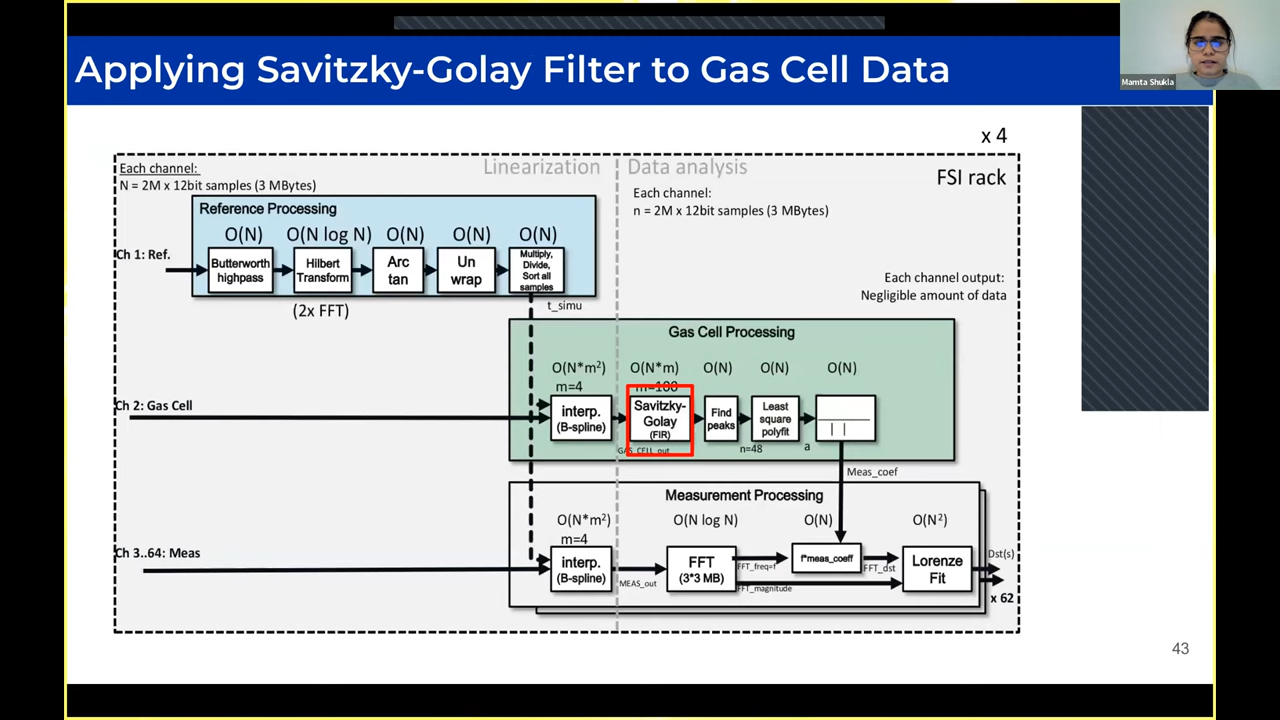 Applying Savitzky-Golay Filter to Gas Cell Data
Mamta Shukla
x 4
Each channel:
N = 2M x 12bit samples (3 MBytes)
Linearization
Data analysis
Each channel:
n = 2M x 12bit samples (3 MBytes)
FSI rack
Reference Processing
O(N) O(N log N) O(N) O(N) O(N)
Ch 1: Ref.
Butterworth
highpass
Hilbert
Transform
Arc
tan
Un
wrap
Multiply,
Divide,
Sort all
samples
(2x FFT)
t_simu
Each channel output:
Negligible amount of data
Gas Cell Processing
O(N*m²) O(N*m) O(N) O(N) O(N)
m=4 m=100
Ch 2: Gas Cell
interp.
(B-spline)
Savitzky-
Golay
(FIR)
Find
peaks
Least
square
polyfit
GAS_CELL_out
n=48
a
Meas_coef
Measurement Processing
O(N*m²) O(N log N) O(N) O(N²)
m=4
Ch 3..64: Meas
interp.
(B-spline)
MEAS_out
FFT
(3*3 MB)
FFT_freq=f
FFT_magnitude
f*meas_coeff
FFT_dst
Lorenze
Fit
Dst(s)
x 62
43